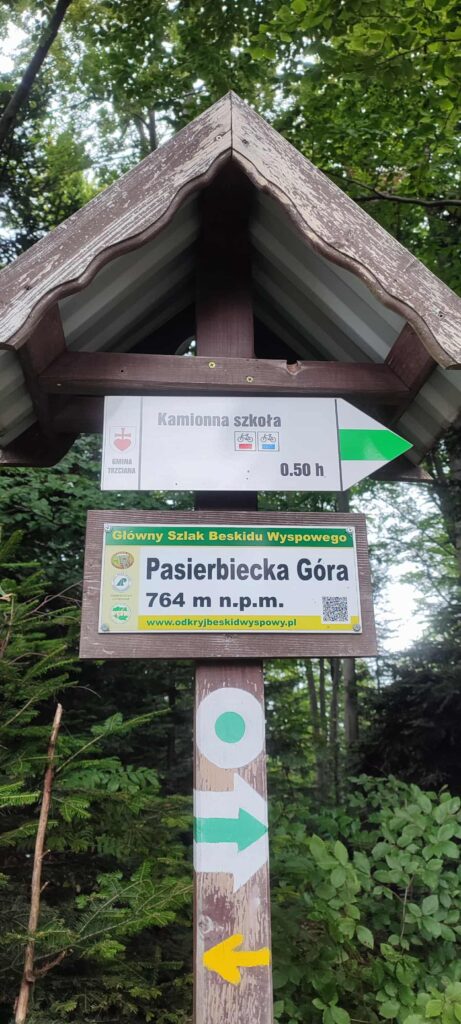 Kamionna szkoła
GMINA
TRZCIANA
0.50 h
Główny Szlak Beskidu Wyspowego
Pasierbiecka Góra
764 m n.p.m.
www.odkryjbeskidwyspowy.pl